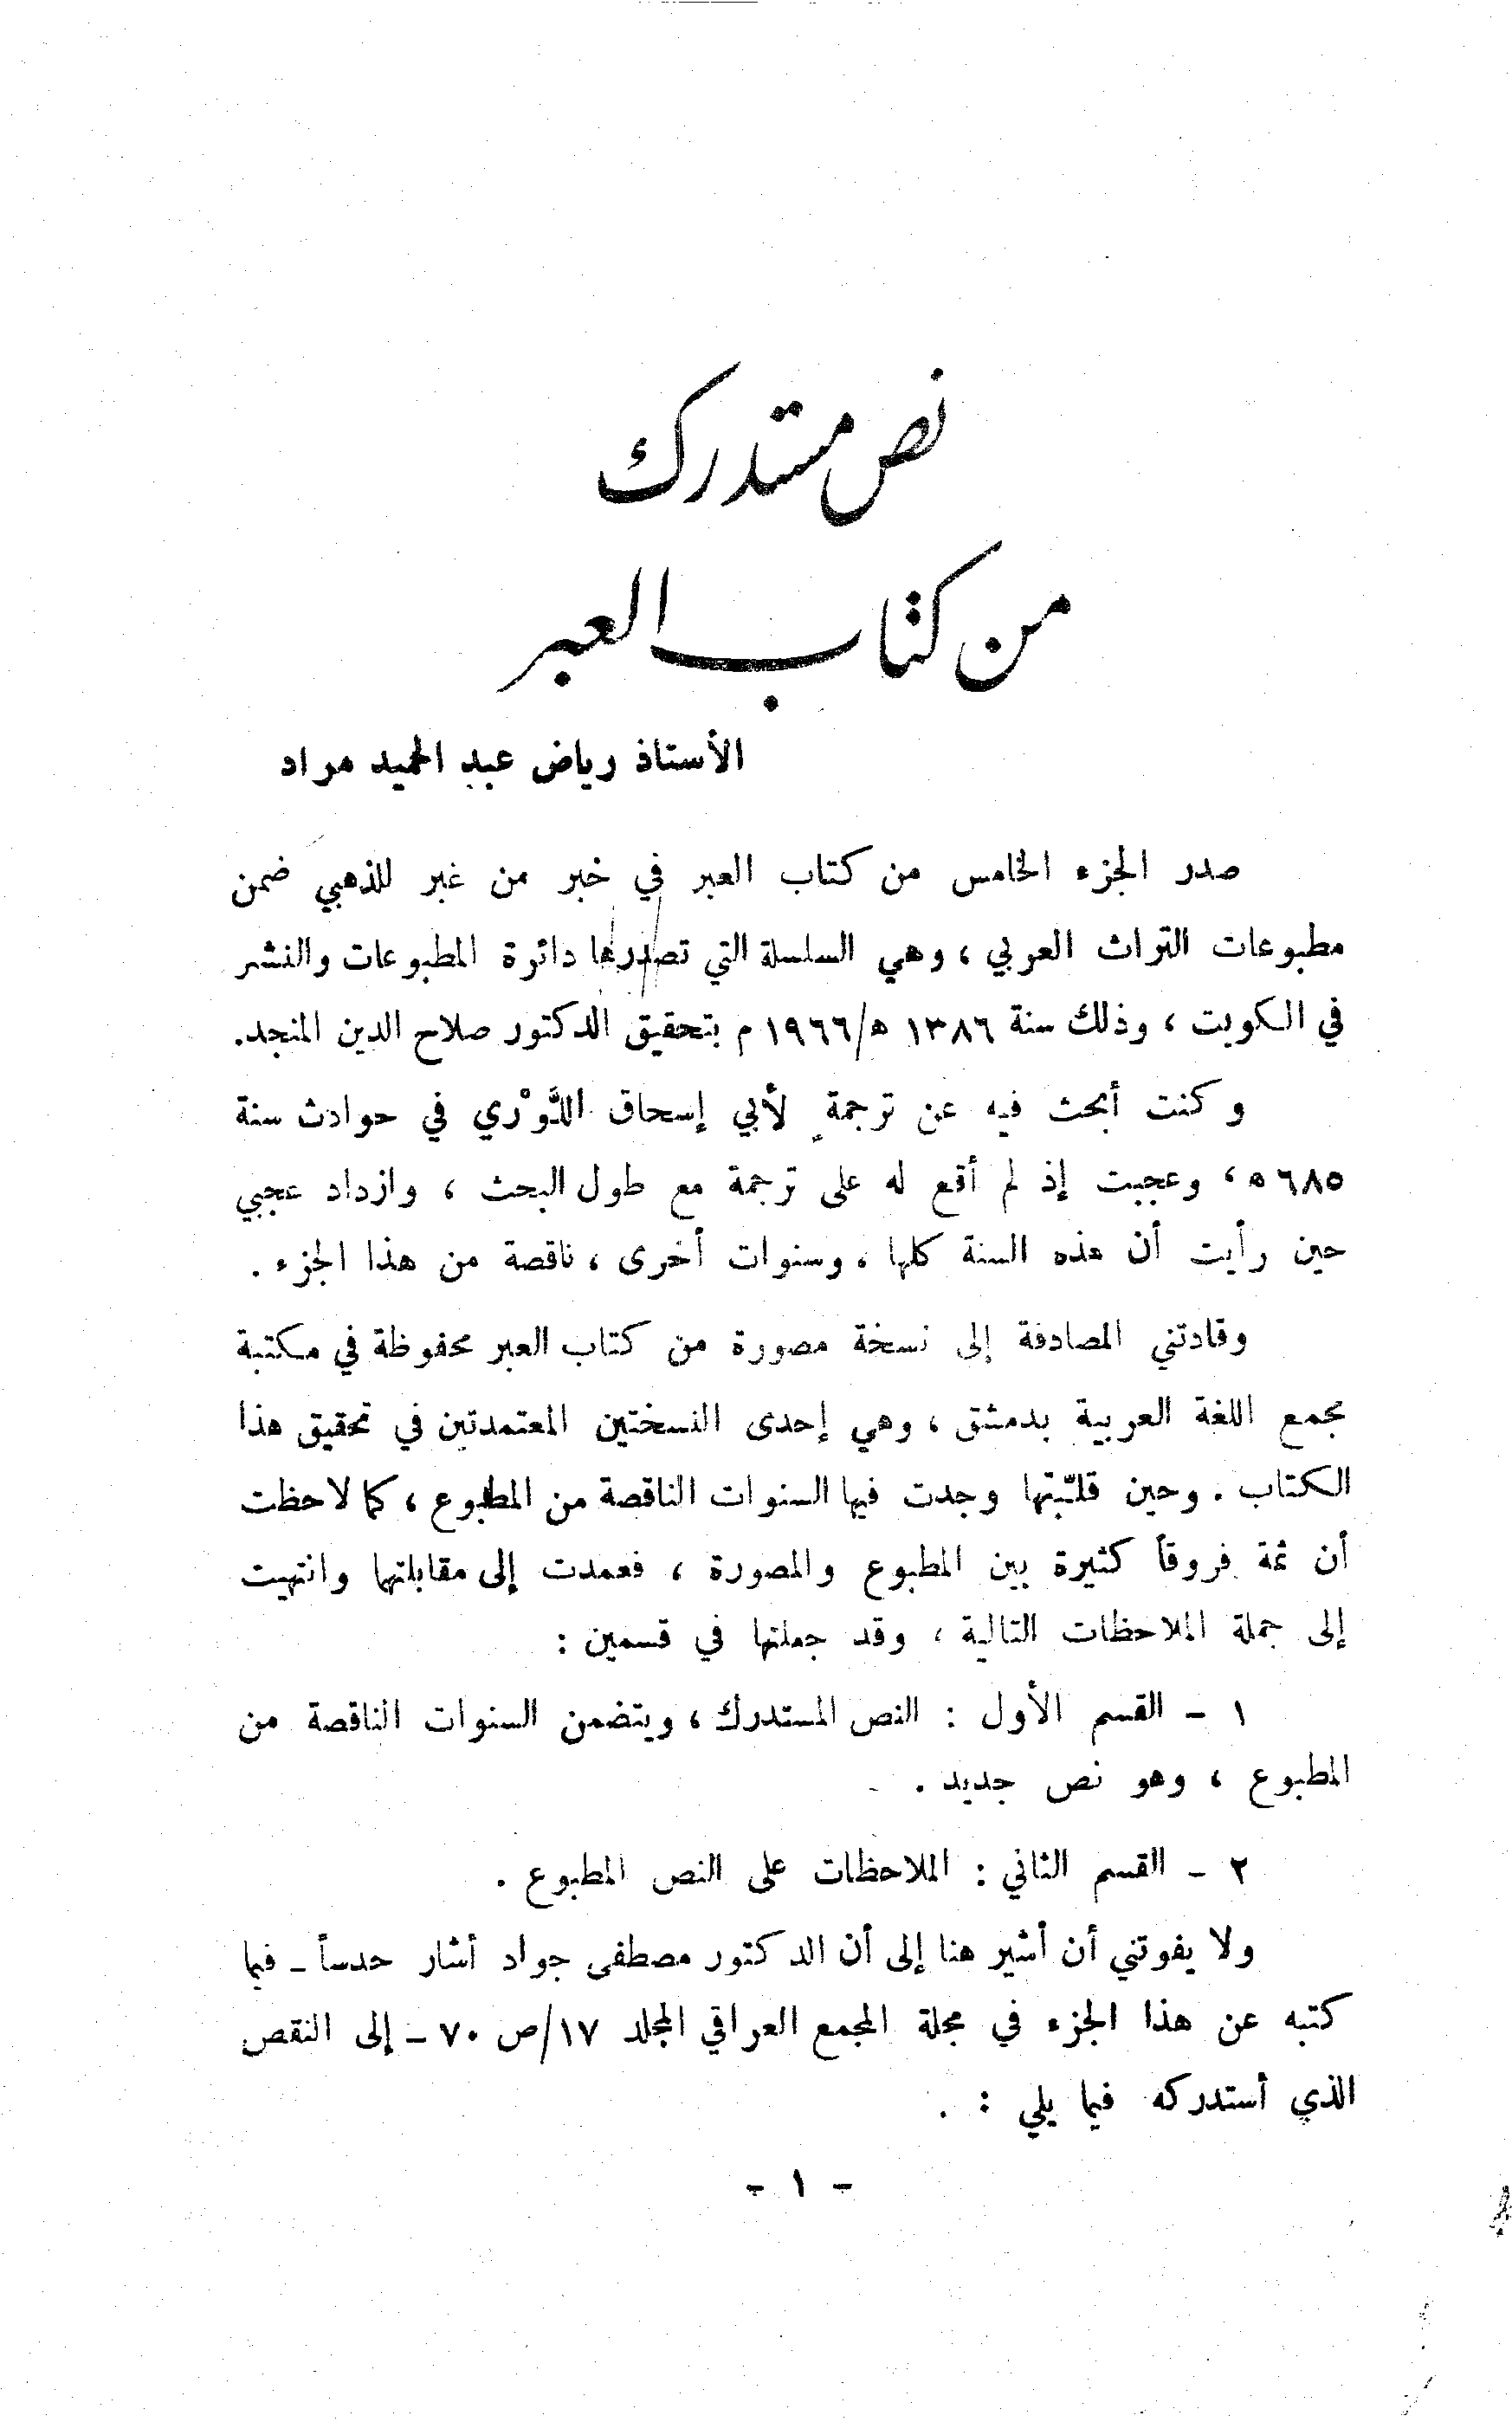 نص مستدرك
من كتاب العبر
الأستاذ رياض عبد الحميد مراد
صدر الجزء الخامس من كتاب العبر في خبر من غبر للذهبي ضمن
مطبوعات التراث العربي ، وهي السلسلة التي تصدرها دائرة المطبوعات والنشر
في الكويت ، وذلك سنة ١٣٨٦ ھ/١٩٦٦ م بتحقيق الدكتور صلاح الدين المنجد.
وكنت أبحث فيه عن ترجمةٍ لأبي إسحاق اللَّوْري في حوادث سنة
٦٨٥ ھ ، وعجبت إذ لم أقع له على ترجمة مع طول البحث ، وازداد عجبي
حين رأيت أن هذه السنة كلها ، وسنوات أخرى ، ناقصة من هذا الجزء .
وقادتني المصادفة إلى نسخة مصورة من كتاب العبر محفوظة في مكتبة
مجمع اللغة العربية بدمشق ، وهي إحدى النسختين المعتمدتين في تحقيق هذا
الكتاب . وحين قلّبتها وجدت فيها السنوات الناقصة من المطبوع ، كما لاحظت
أن ثمة فروقاً كثيرة بين المطبوع والمصورة ، فعمدت إلى مقابلتها وانتهيت
إلى جملة الملاحظات التالية ، وقد جعلتها في قسمين :
١ - القسم الأول : النص المستدرك ، ويتضمن السنوات الناقصة من
المطبوع ، وهو نص جديد .
٢ - القسم الثاني : الملاحظات على النص المطبوع .
ولا يفوتني أن أشير هنا إلى أن الدكتور مصطفى جواد أشار حدساً - فيما
كتبه عن هذا الجزء في مجلة المجمع العراقي المجلد ١٧/ص ٧٠ - إلى النقص
الذي أستدركه فيما يلي : .
- ١ -